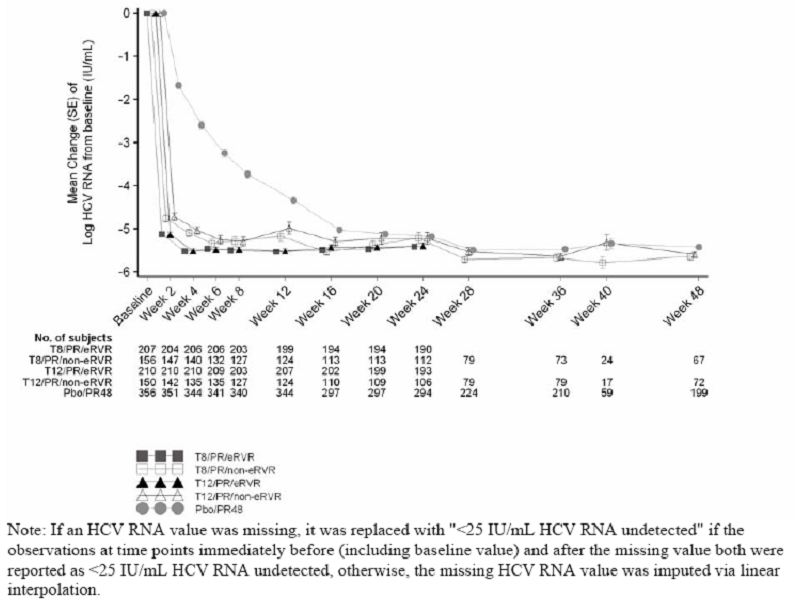 Mean Change (SE) of
Log HCV RNA from baseline (IU/mL)
0
-1
-2
-3
-4
-5
-6
Baseline Week 2 Week 4 Week 6 Week 8 Week 12 Week 16 Week 20 Week 24 Week 28 Week 36 Week 40 Week 48
No. of subjects
T8/PR/eRVR 207 204 206 206 203 199 194 194 190
T8/PR/non-eRVR 156 147 140 132 127 124 113 113 112 79 73 24 67
T12/PR/eRVR 210 210 210 209 203 207 202 199 193
T12/PR/non-eRVR 150 142 135 135 127 124 110 109 106 79 79 17 72
Pbo/PR48 356 351 344 341 340 344 297 297 294 224 210 59 199
T8/PR/eRVR
T8/PR/non-eRVR
T12/PR/eRVR
T12/PR/non-eRVR
Pbo/PR48
Note: If an HCV RNA value was missing, it was replaced with "<25 IU/mL HCV RNA undetected" if the
observations at time points immediately before (including baseline value) and after the missing value both were
reported as <25 IU/mL HCV RNA undetected, otherwise, the missing HCV RNA value was imputed via linear
interpolation.